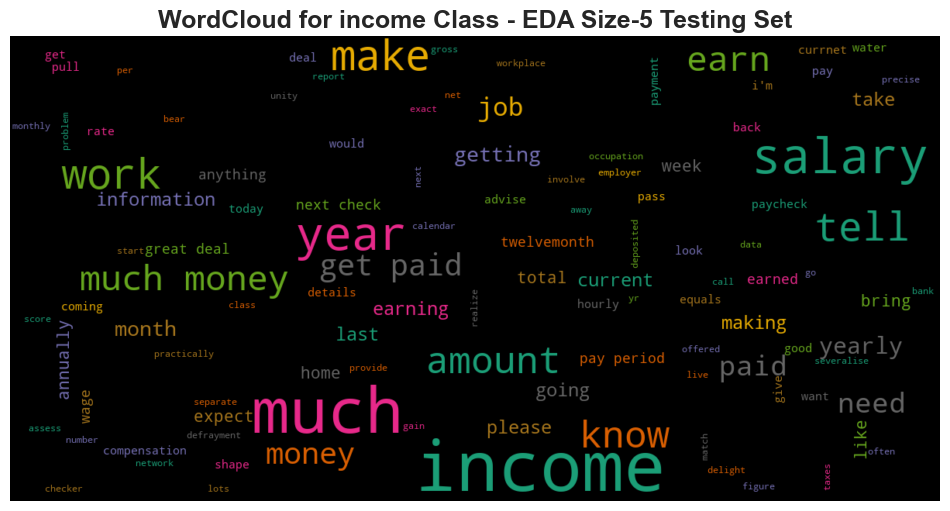 WordCloud for income Class - EDA Size-5 Testing Set
get
pull
per
deal
report
make
gross
workplace
earn
currnet
water
pay
precise
i'm
payment
take
unity
net
exact
job
monthly
problem
rate
bear
would
back
salary
work
anything
getting
next
occupation
employer
involve
week
information
today
next check
advise
away
pass
paycheck
tell
calendar
year
start
great deal
get paid
twelvemonth
deposited
look
data
much money
details
total
current
call
earned
go
bank
hourly
yr
equals
bring
coming
class
earning
realize
score
month
last
making
annually
practically
provide
amount
pay period
offered
good
yearly
severalise
home
live
paid
give
want
need
going
wage
separate
expect
much
gain
please
know
like
assess
defrayment
number
compensation
network
shape
money
income
match
often
delight
taxes
checker
lots
figure